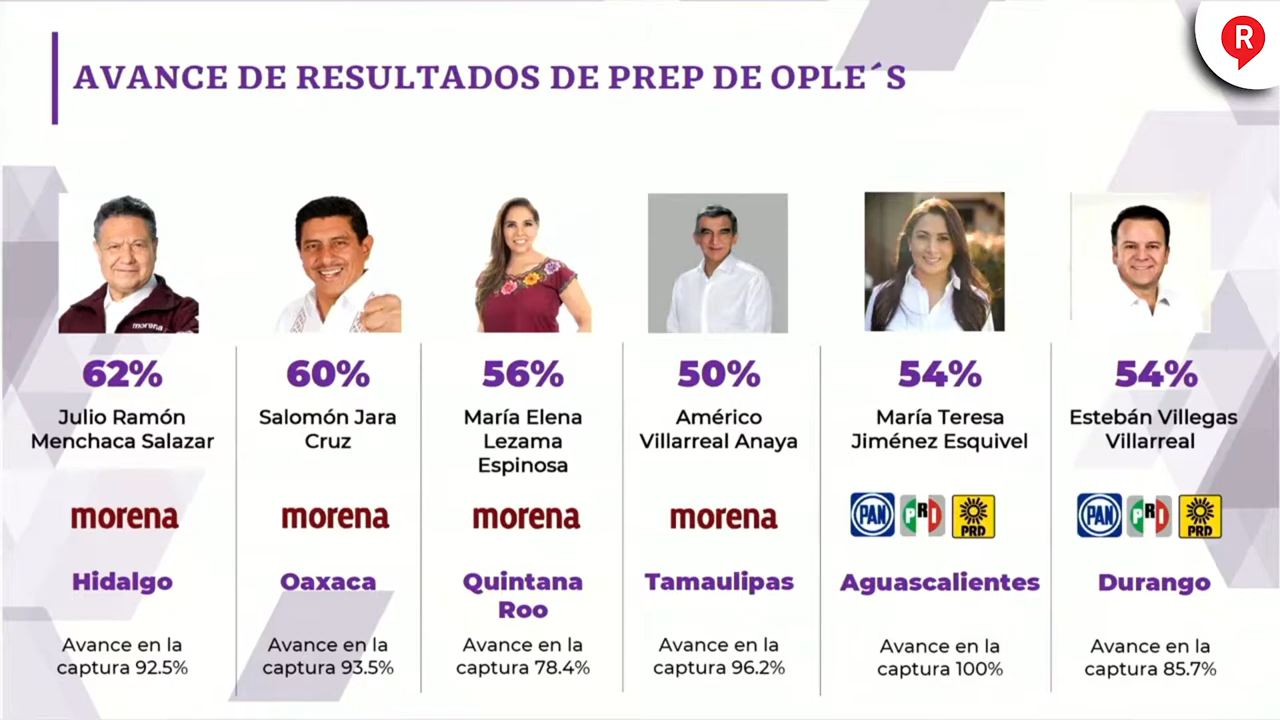 R
AVANCE DE RESULTADOS DE PREP DE OPLE´S
morena
62%
Julio Ramón
Menchaca Salazar
morena
Hidalgo
Avance en la
captura 92.5%
60%
Salomón Jara
Cruz
morena
Oaxaca
Avance en la
captura 93.5%
56%
María Elena
Lezama
Espinosa
morena
Quintana
Roo
Avance en la
captura 78.4%
50%
Américo
Villarreal Anaya
morena
Tamaulipas
Avance en la
captura 96.2%
54%
María Teresa
Jiménez Esquivel
PAN PRI PRD
Aguascalientes
Avance en la
captura 100%
54%
Estebán Villegas
Villarreal
PAN PRI PRD
Durango
Avance en la
captura 85.7%